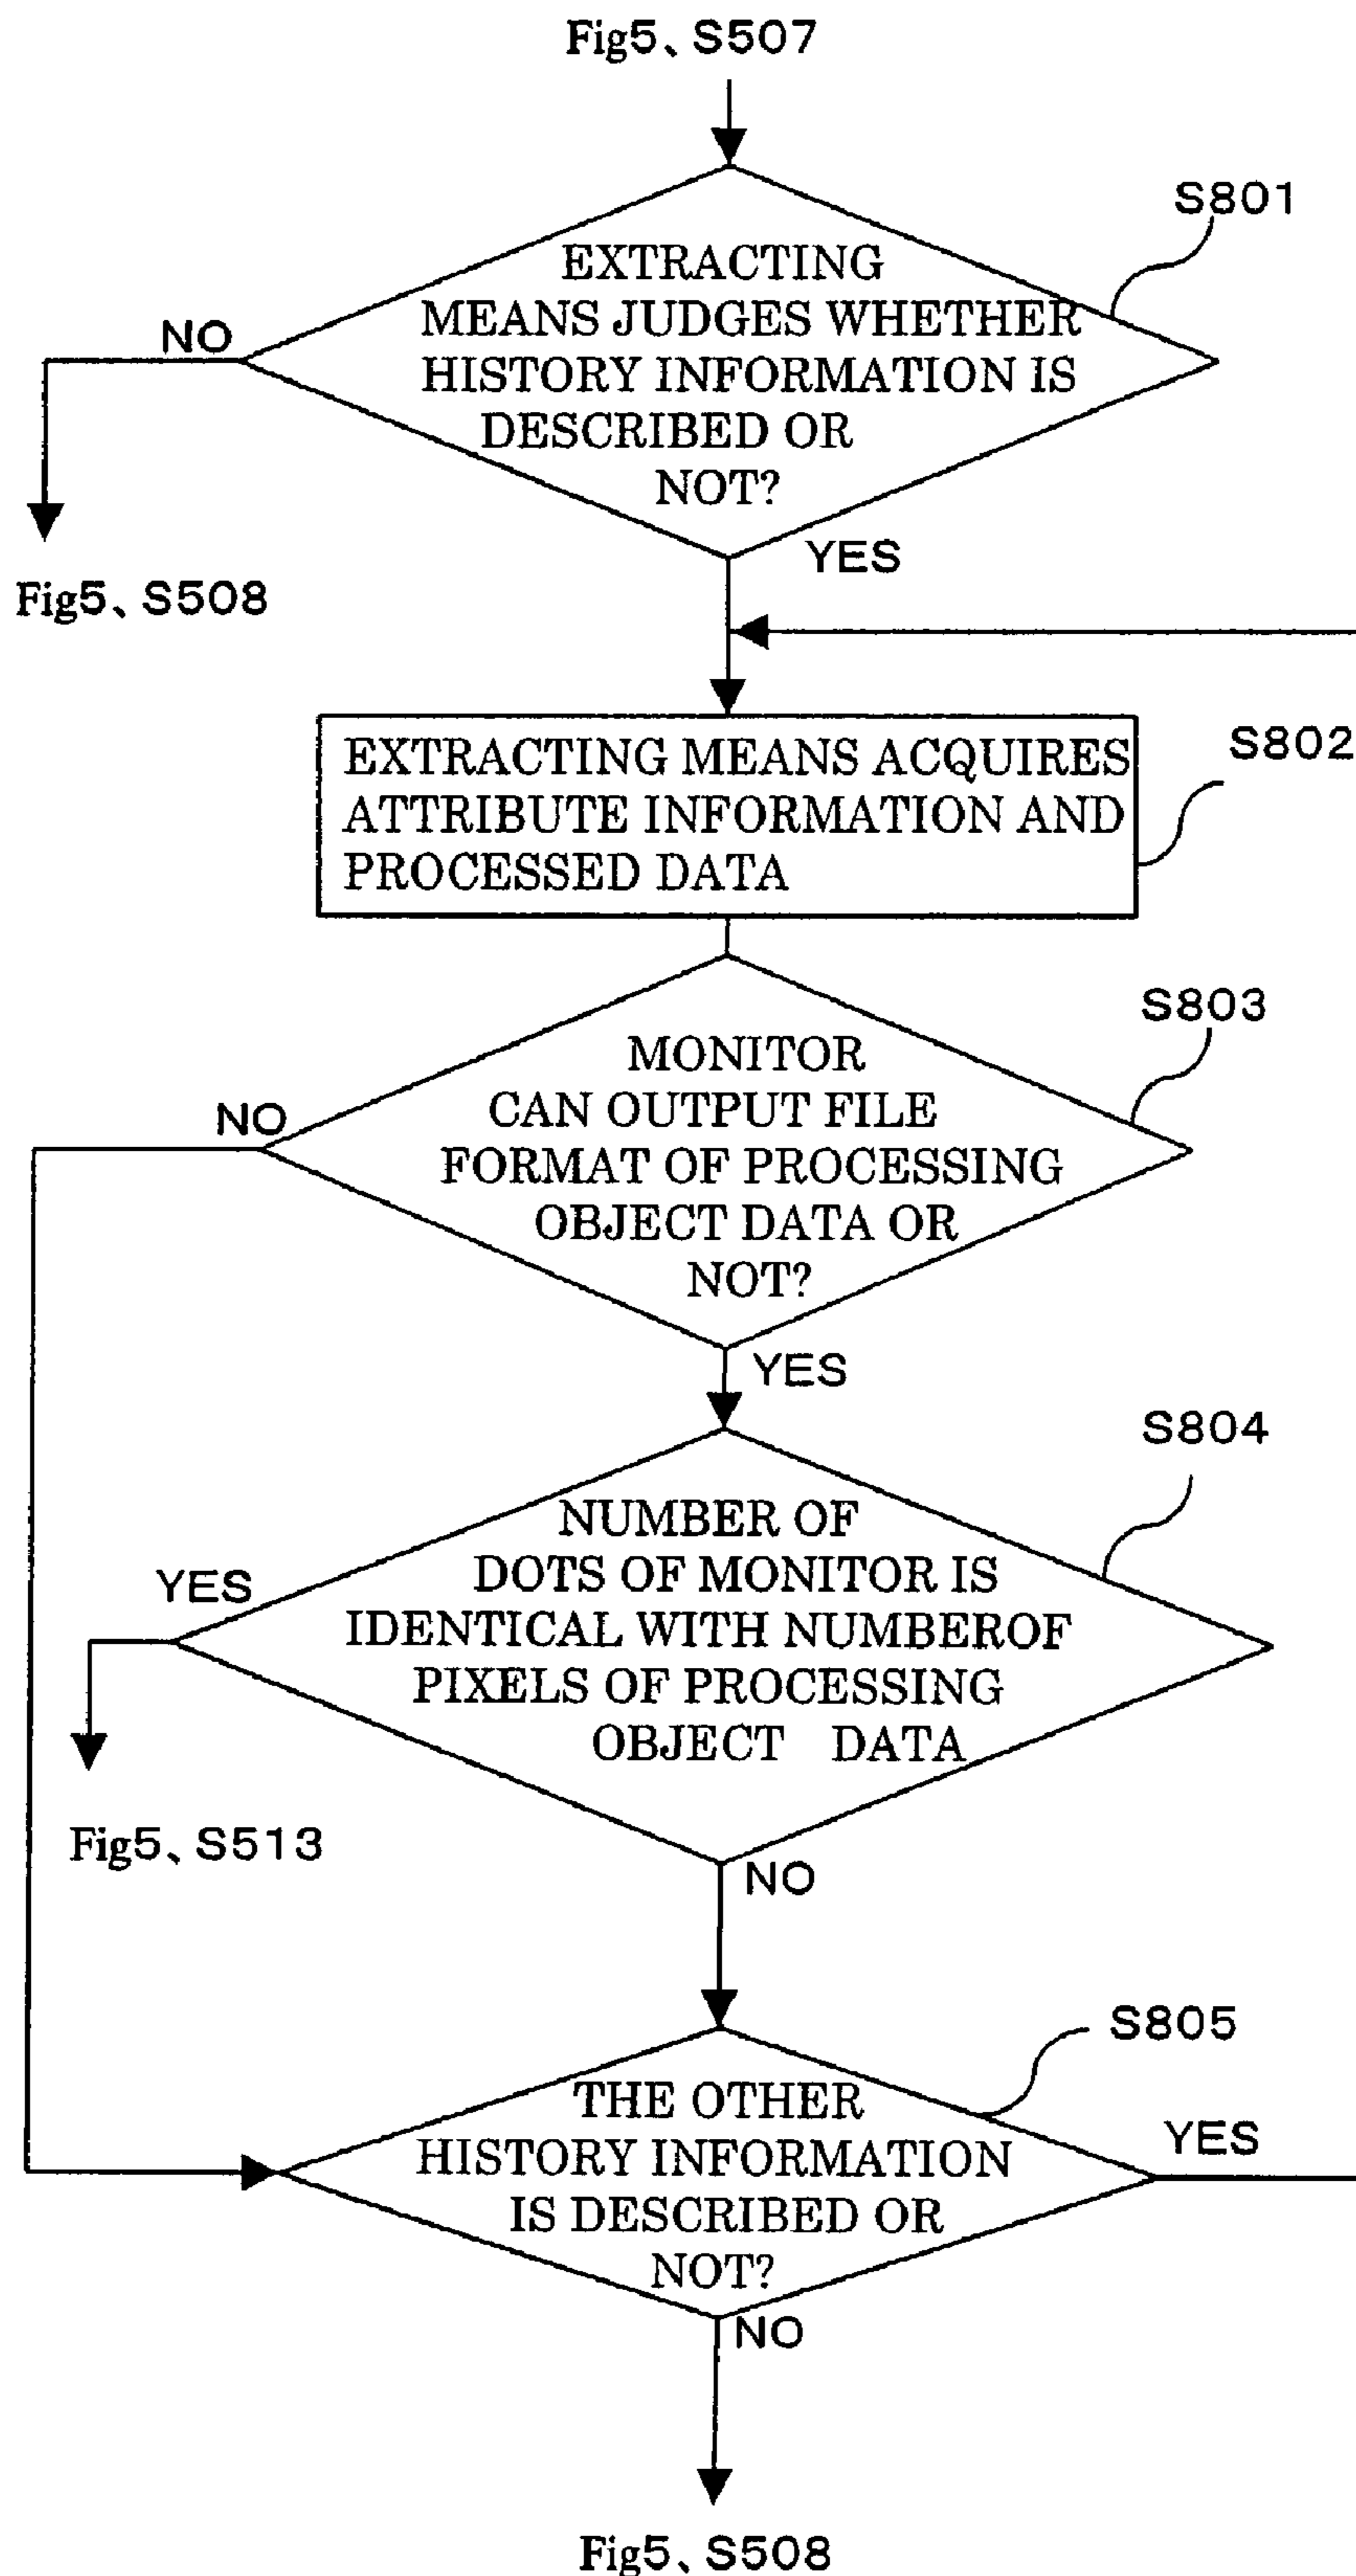 Fig5、S507
S801
EXTRACTING
MEANS JUDGES WHETHER
HISTORY INFORMATION IS
DESCRIBED OR
NOT?
NO
YES
Fig5、S508
S802
EXTRACTING MEANS ACQUIRES
ATTRIBUTE INFORMATION AND
PROCESSED DATA
S803
MONITOR
CAN OUTPUT FILE
FORMAT OF PROCESSING
OBJECT DATA OR
NOT?
NO
YES
S804
NUMBER OF
DOTS OF MONITOR IS
IDENTICAL WITH NUMBEROF
PIXELS OF PROCESSING
OBJECT DATA
YES
Fig5、S513
NO
S805
THE OTHER
HISTORY INFORMATION
IS DESCRIBED OR
NOT?
YES
NO
Fig5、S508